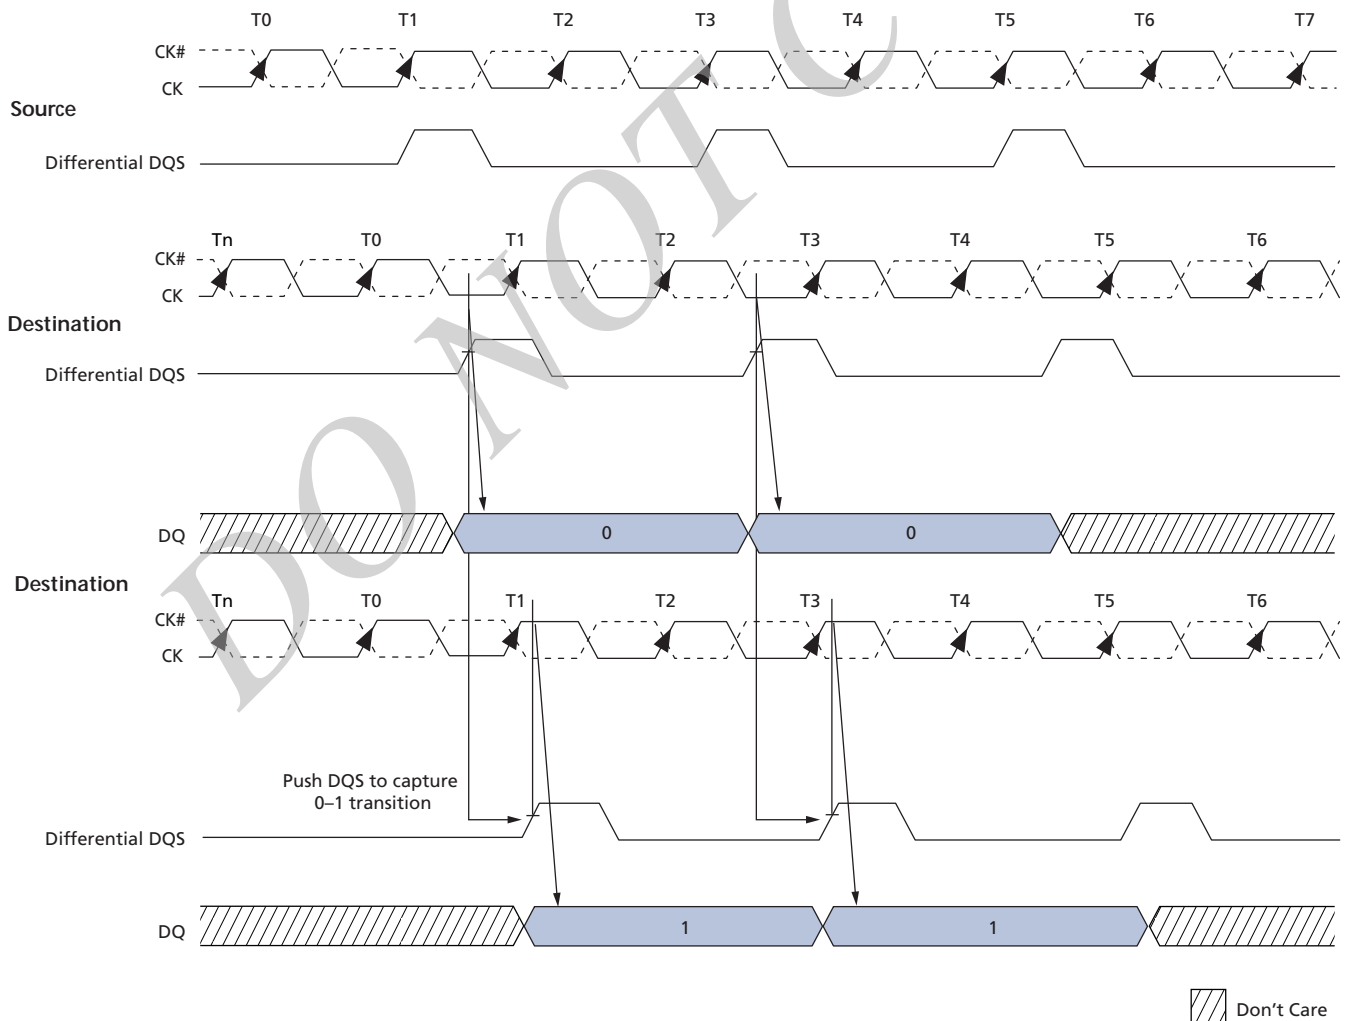 T0 T1 T2 T3 T4 T5 T6 T7
CK#
CK
Source
Differential DQS
Tn T0 T1 T2 T3 T4 T5 T6
CK#
CK
Destination
Differential DQS
DQ 0 0
Destination
Tn T0 T1 T2 T3 T4 T5 T6
CK#
CK
Push DQS to capture
0–1 transition
Differential DQS
DQ 1 1
Don't Care
DO NOT C